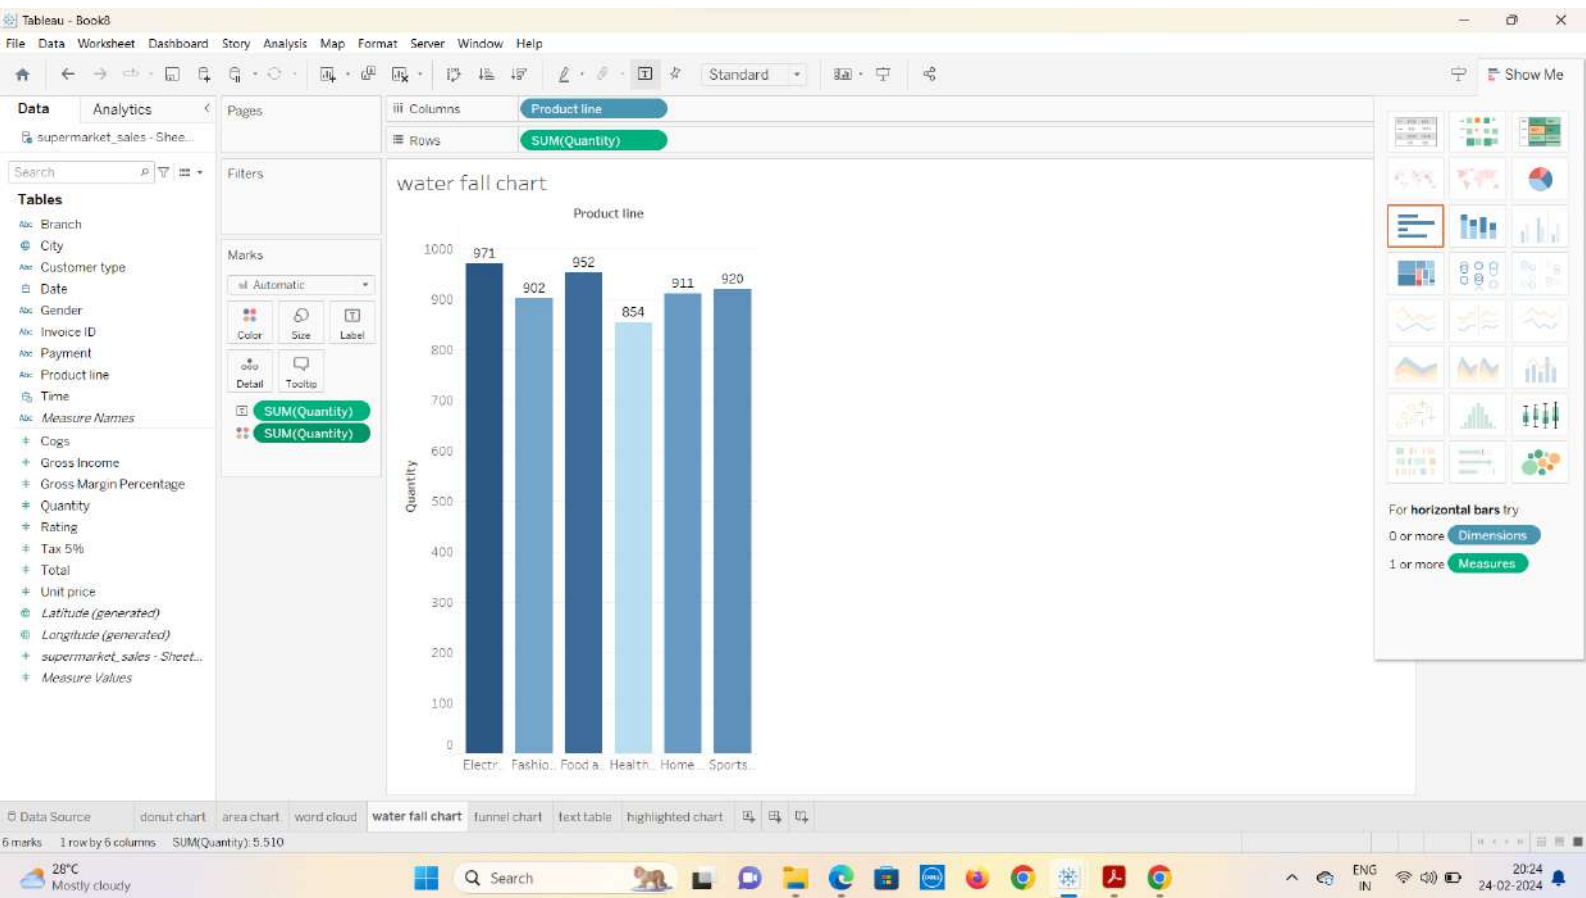 Tableau - Book8
File Data Worksheet Dashboard Story Analysis Map Format Server Window Help
Standard
Show Me
Data Analytics
supermarket_sales - Shee...
Search
Tables
Abc Branch
City
Abc Customer type
Date
Abc Gender
Abc Invoice ID
Abc Payment
Abc Product line
Time
Abc Measure Names
Cogs
Gross Income
Gross Margin Percentage
Quantity
Rating
Tax 5%
Total
Unit price
Latitude (generated)
Longitude (generated)
supermarket_sales - Sheet...
Measure Values
Pages
Filters
Marks
Automatic
Color Size Label
Detail Tooltip
SUM(Quantity)
SUM(Quantity)
Columns Product line
Rows SUM(Quantity)
water fall chart
Product line
Quantity
1000
900
800
700
600
500
400
300
200
100
0
971
902
952
854
911
920
Electr.. Fashio.. Food a.. Health.. Home .. Sports..
For horizontal bars try
0 or more Dimensions
1 or more Measures
Data Source donut chart area chart word cloud water fall chart funnel chart text table highlighted chart
6 marks 1 row by 6 columns SUM(Quantity): 5,510
28°C
Mostly cloudy
Search
DELL
ENG
IN
20:24
24-02-2024